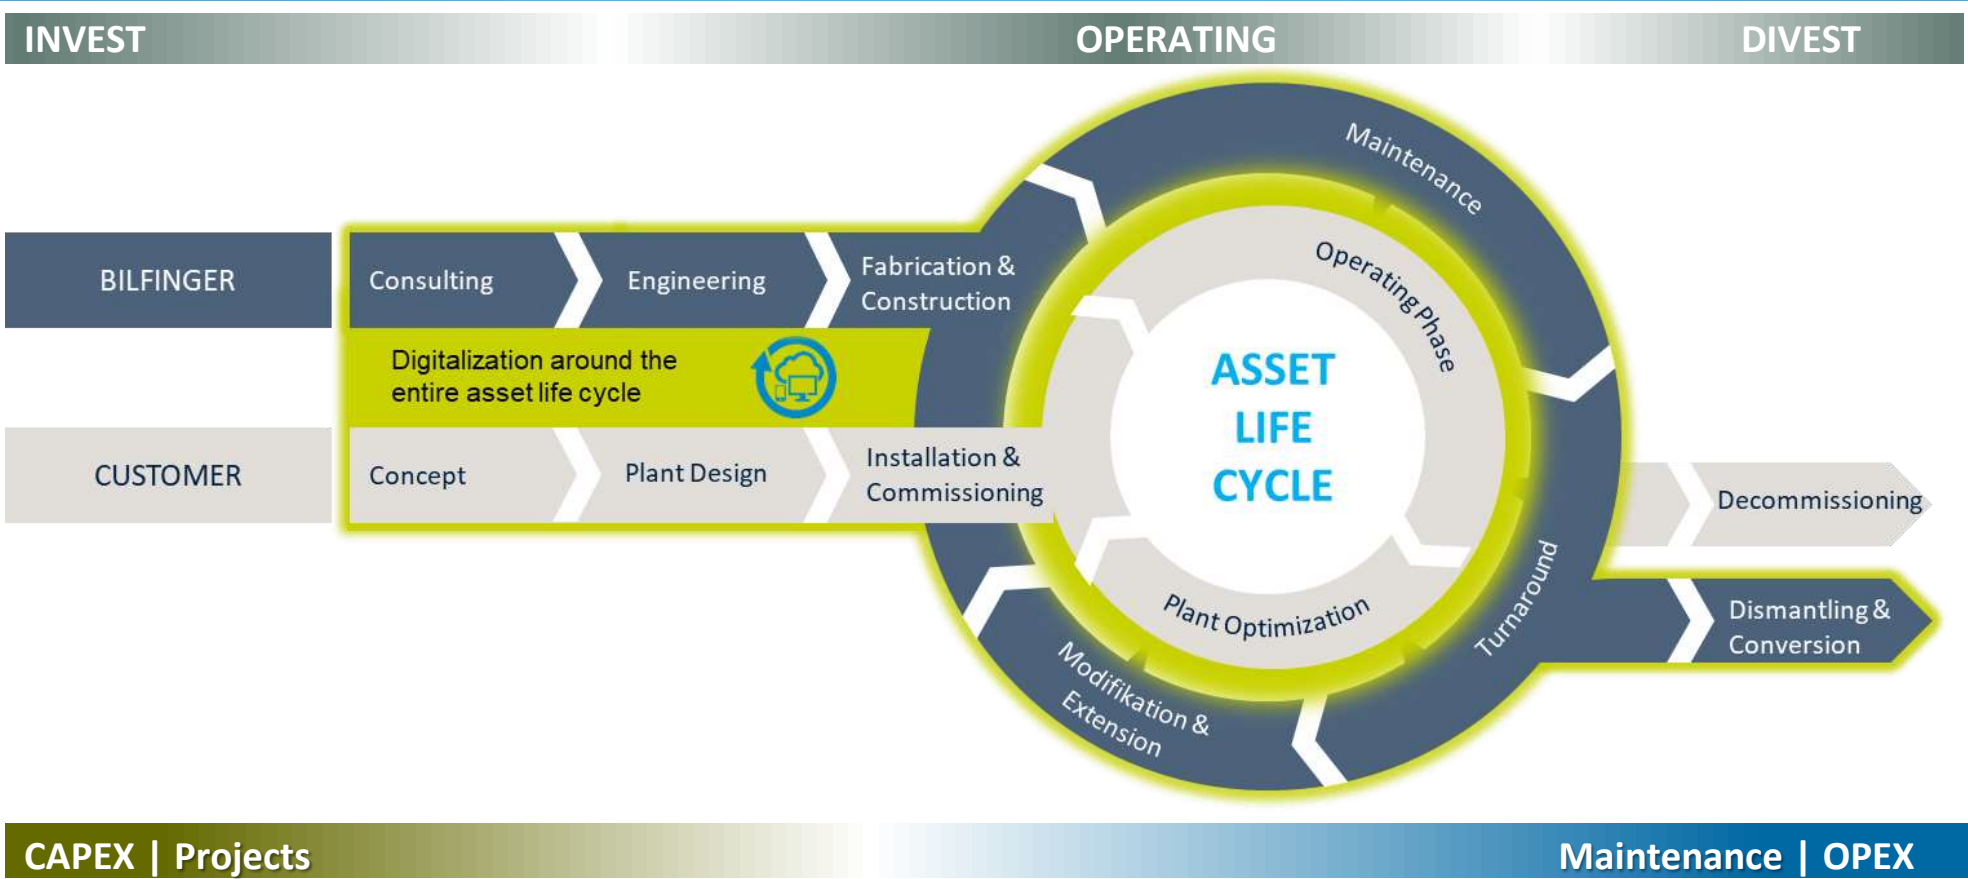 INVEST
OPERATING
DIVEST
Maintenance
Operating Phase
BILFINGER
Consulting
Engineering
Fabrication &
Construction
Digitalization around the
entire asset life cycle
ASSET
LIFE
CYCLE
CUSTOMER
Concept
Plant Design
Installation &
Commissioning
Decommissioning
Turnaround
Plant Optimization
Dismantling &
Conversion
Modifikation &
Extension
CAPEX | Projects
Maintenance | OPEX